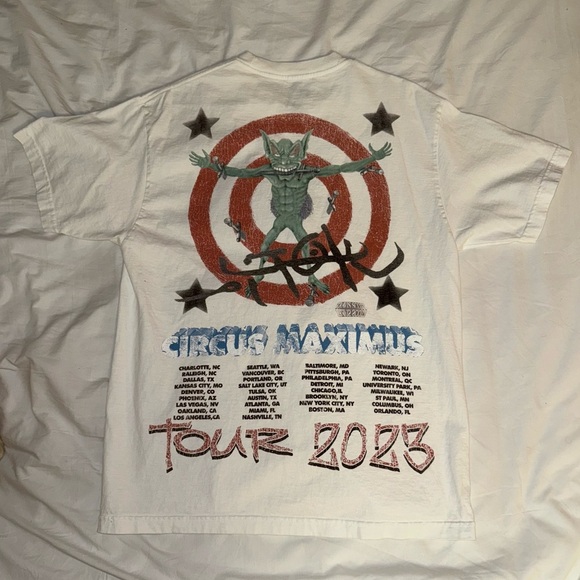 CIRCUS MAXIMUS
CHARLOTTE, NC
RALEIGH, NC
DALLAS, TX
KANSAS CITY, MO
DENVER, CO
PHOENIX, AZ
LAS VEGAS, NV
OAKLAND, CA
LOS ANGELES,CA
SEATTLE, WA
VANCOUVER, BC
PORTLAND, OR
SALT LAKE CITY, UT
TULSA, OK
AUSTIN, TX
ATLANTA, GA
MIAMI, FL
NASHVILLE, TN
BALTIMORE, MD
PITTSBURGH, PA
PHILADELPHIA, PA
DETROIT, MI
CHICAGO,IL
BROOKLYN, NY
NEW YORK CITY, NY
BOSTON, MA
NEWARK, NJ
TORONTO, ON
MONTREAL, QC
UNIVERSITY PARK, PA
MILWAUKEE, WI
ST PAUL, MN
COLUMBUS, OH
ORLANDO, FL
TOUR 2023